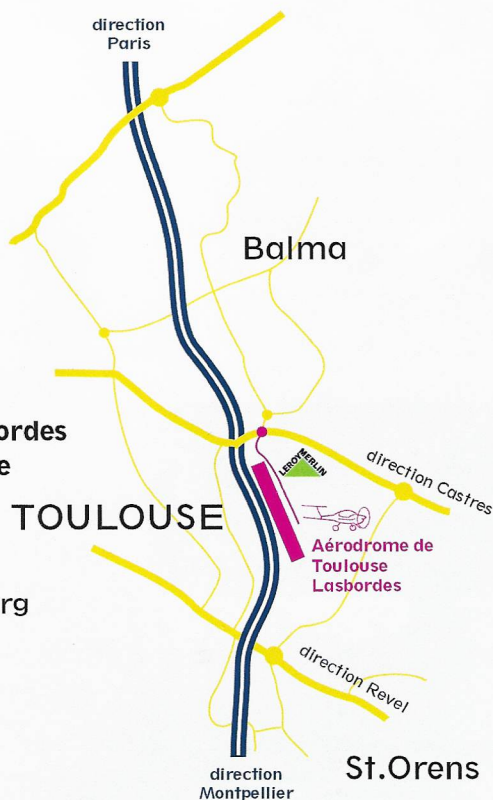 direction
Paris
Balma
ordes
e
LEROY MERLIN
direction Castres
TOULOUSE
Aérodrome de
Toulouse
Lasbordes
rg
direction Revel
St.Orens
direction
Montpellier